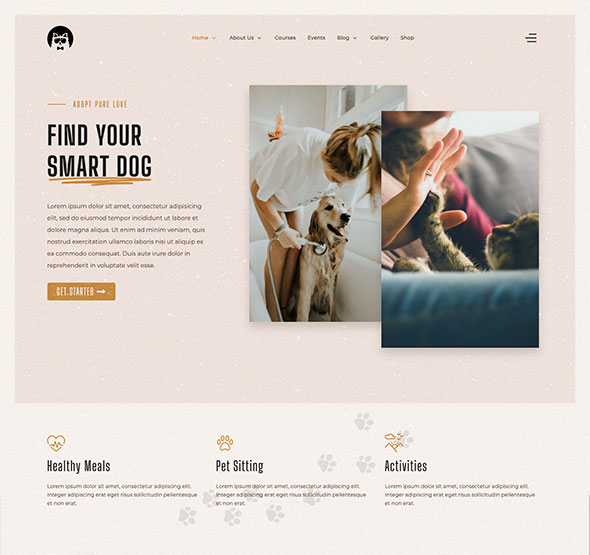 Home About Us Courses Events Blog Gallery Shop
ADOPT PURE LOVE
FIND YOUR
SMART DOG
Lorem ipsum dolor sit amet, consectetur adipisicing
elit, sed do eiusmod tempor incididunt ut labore et
dolore magna aliqua. Ut enim ad minim veniam, quis
nostrud exercitation ullamco laboris nisi ut aliquip ex
ea commodo consequat. Duis aute irure dolor in
reprehenderit in voluptate velit esse.
GET STARTED
Healthy Meals
Lorem ipsum dolor sit amet, consectetur adipiscing elit.
Integer adipiscing erat eget risus sollicitudin pellentesque
et non erat.
Pet Sitting
Lorem ipsum dolor sit amet, consectetur adipiscing elit.
Integer adipiscing erat eget risus sollicitudin pellentesque
et non erat.
Activities
Lorem ipsum dolor sit amet, consectetur adipiscing elit.
Integer adipiscing erat eget risus sollicitudin pellentesque
et non erat.